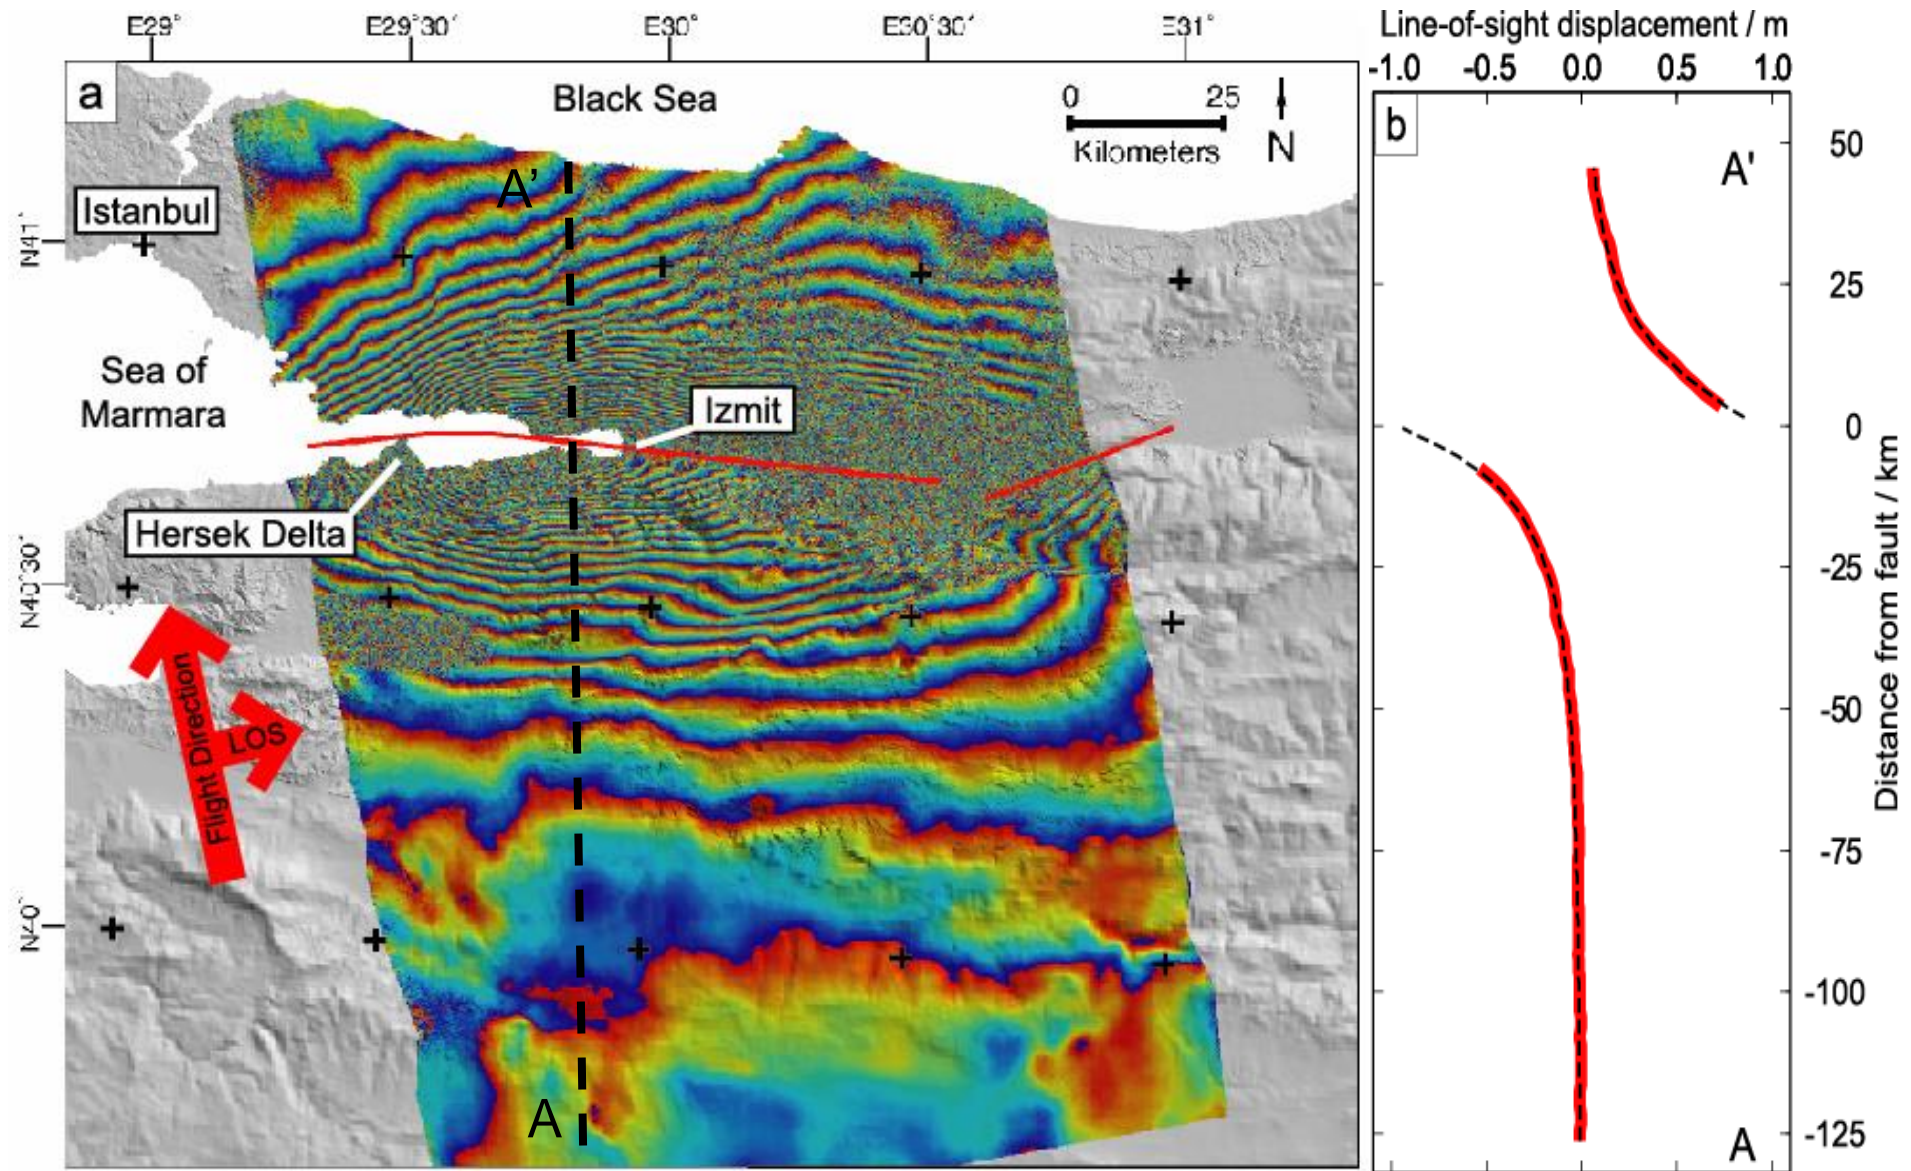 E29°
E29°30'
E30°
E30°30'
E31°
a
Black Sea
0 25
Kilometers
N
A’
Istanbul
N41°
Sea of
Marmara
Izmit
Hersek Delta
N40°30'
Flight Direction
LOS
N40°
A
Line-of-sight displacement / m
-1.0 -0.5 0.0 0.5 1.0
b
A'
50
25
0
-25
-50
-75
-100
-125
Distance from fault / km
A